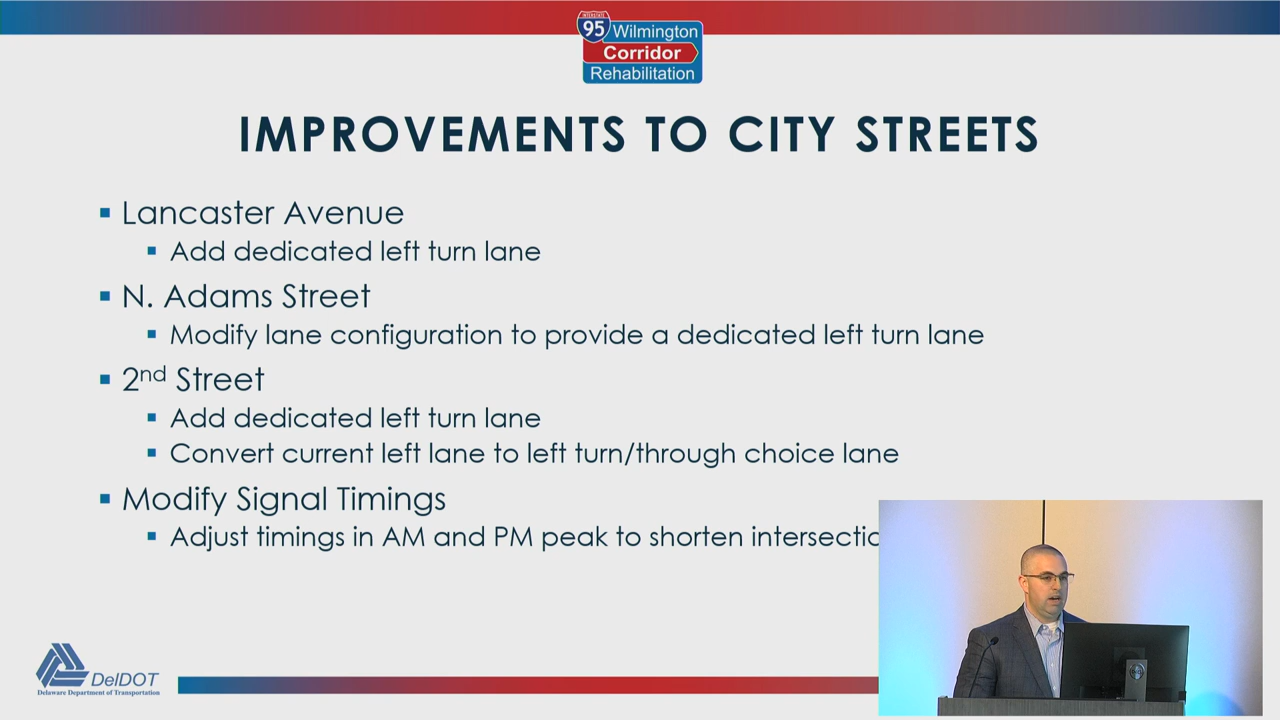 INTERSTATE
95 Wilmington
Corridor
Rehabilitation
IMPROVEMENTS TO CITY STREETS
Lancaster Avenue
Add dedicated left turn lane
N. Adams Street
Modify lane configuration to provide a dedicated left turn lane
2nd Street
Add dedicated left turn lane
Convert current left lane to left turn/through choice lane
Modify Signal Timings
Adjust timings in AM and PM peak to shorten
DelDOT
Delaware Department of Transportation